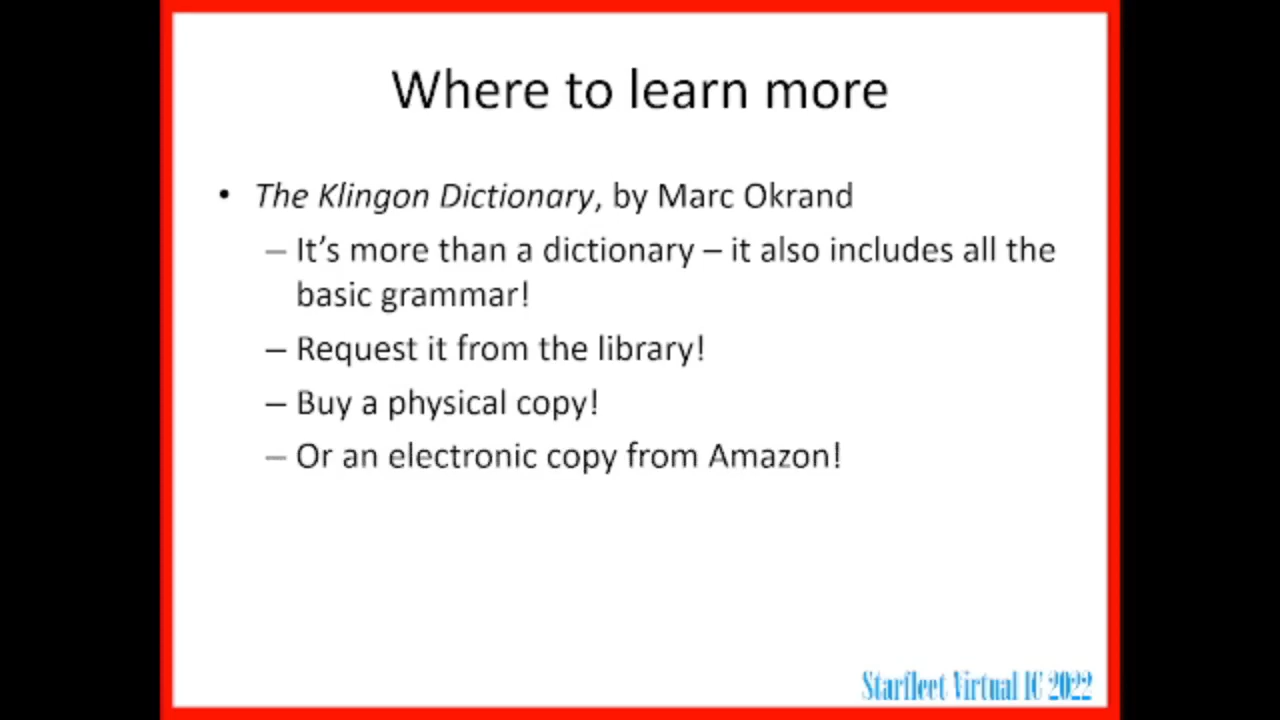 Where to learn more
• The Klingon Dictionary, by Marc Okrand
– It’s more than a dictionary – it also includes all the
basic grammar!
– Request it from the library!
– Buy a physical copy!
– Or an electronic copy from Amazon!
Starfleet Virtual IC 2022